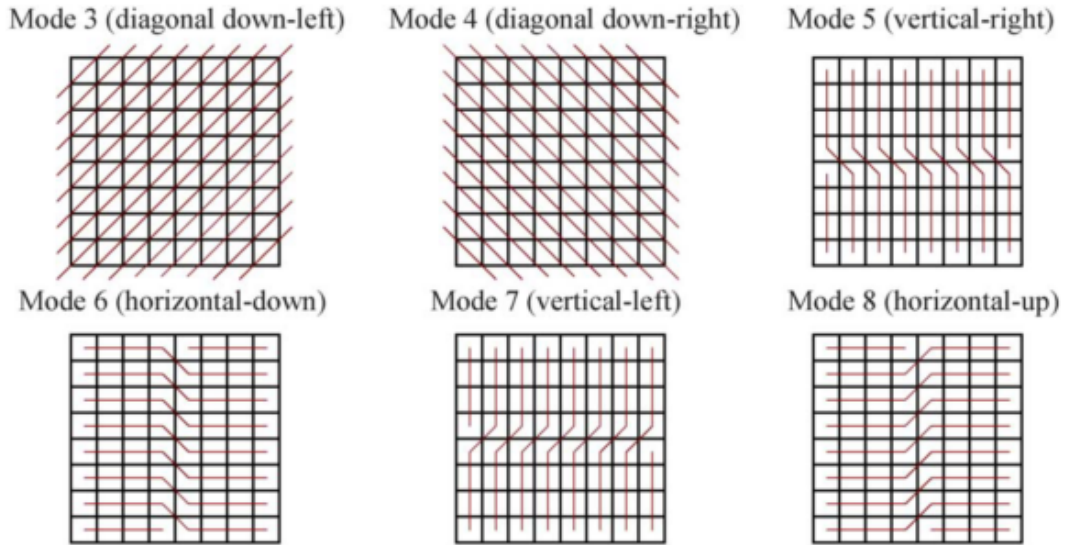 Mode 3 (diagonal down-left) Mode 4 (diagonal down-right) Mode 5 (vertical-right)
Mode 6 (horizontal-down) Mode 7 (vertical-left) Mode 8 (horizontal-up)